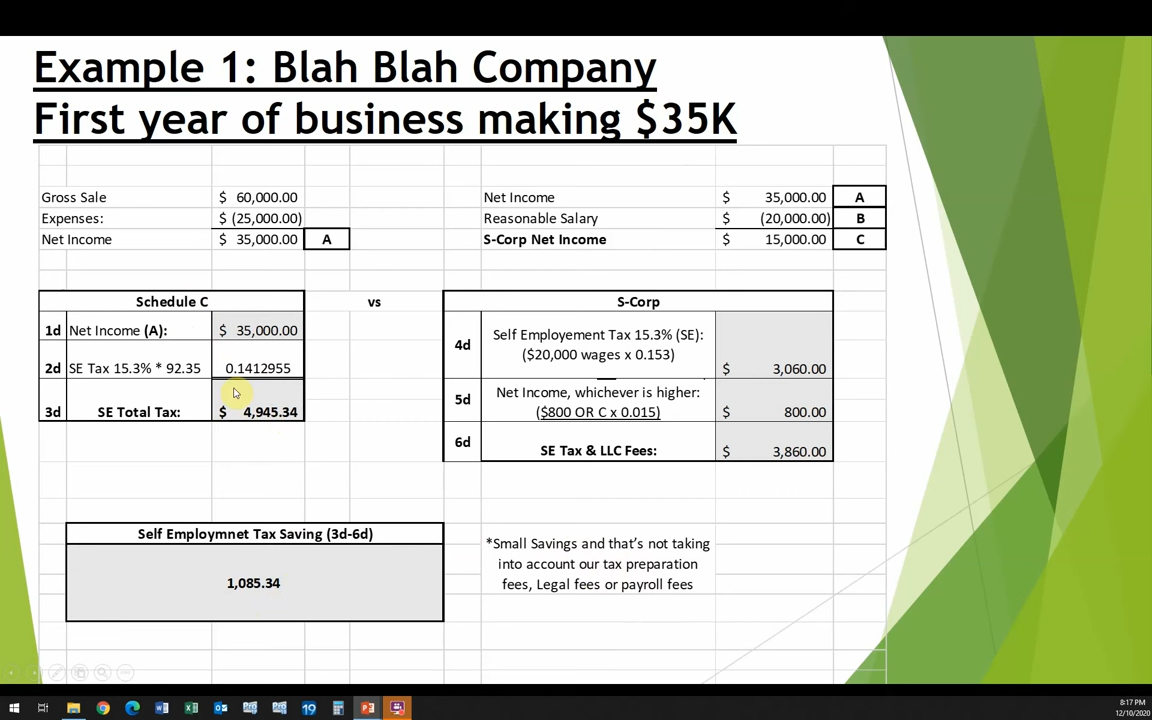 Example 1: Blah Blah Company
First year of business making $35K
Gross Sale $ 60,000.00
Expenses: $ (25,000.00)
Net Income $ 35,000.00 A
Net Income $ 35,000.00 A
Reasonable Salary $ (20,000.00) B
S-Corp Net Income $ 15,000.00 C
Schedule C
1d Net Income (A): $ 35,000.00
2d SE Tax 15.3% * 92.35 0.1412955
3d SE Total Tax: $ 4,945.34
vs
S-Corp
4d Self Employement Tax 15.3% (SE):
($20,000 wages x 0.153) $ 3,060.00
5d Net Income, whichever is higher:
($800 OR C x 0.015) $ 800.00
6d SE Tax & LLC Fees: $ 3,860.00
Self Employmnet Tax Saving (3d-6d)
1,085.34
*Small Savings and that's not taking
into account our tax preparation
fees, Legal fees or payroll fees
8:17 PM
12/10/2020